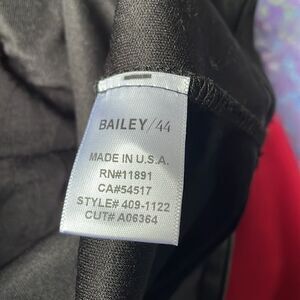 BAILEY/44
MADE IN U.S.A.
RN#11891
CA#54517
STYLE# 409-1122
CUT# A06364